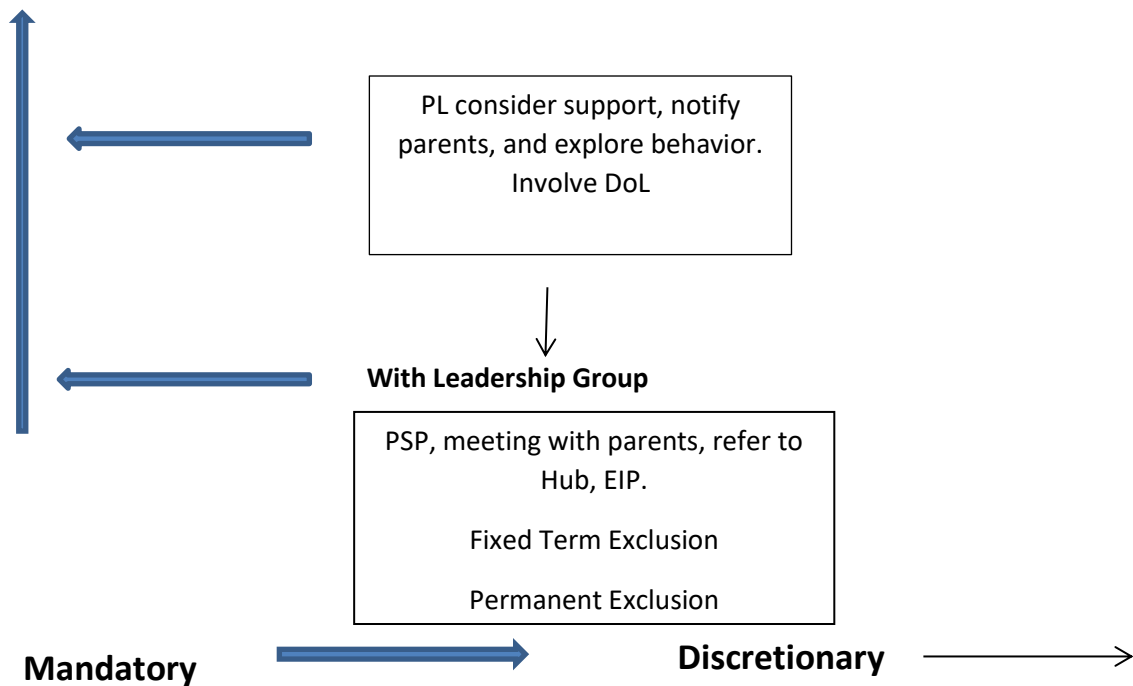 PL consider support, notify
parents, and explore behavior.
Involve DoL
With Leadership Group
PSP, meeting with parents, refer to
Hub, EIP.
Fixed Term Exclusion
Permanent Exclusion
Mandatory
Discretionary